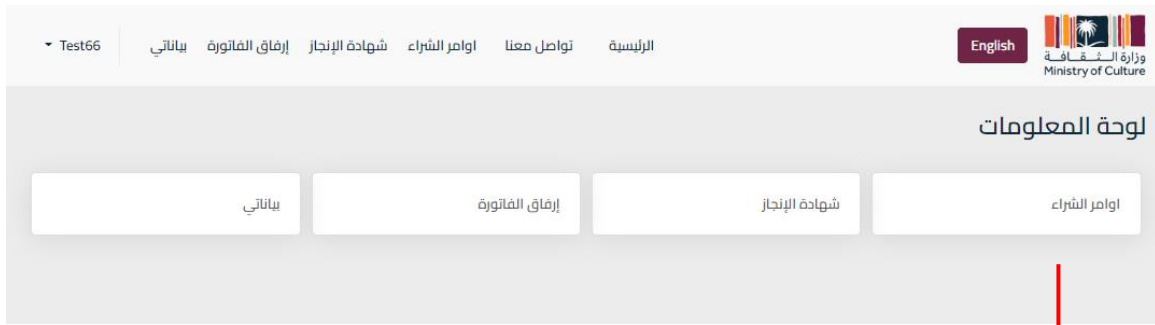 وزارة الـثـقـافـة
Ministry of Culture
English
الرئيسية تواصل معنا اوامر الشراء شهادة الإنجاز إرفاق الفاتورة بياناتي Test66
لوحة المعلومات
اوامر الشراء شهادة الإنجاز إرفاق الفاتورة بياناتي